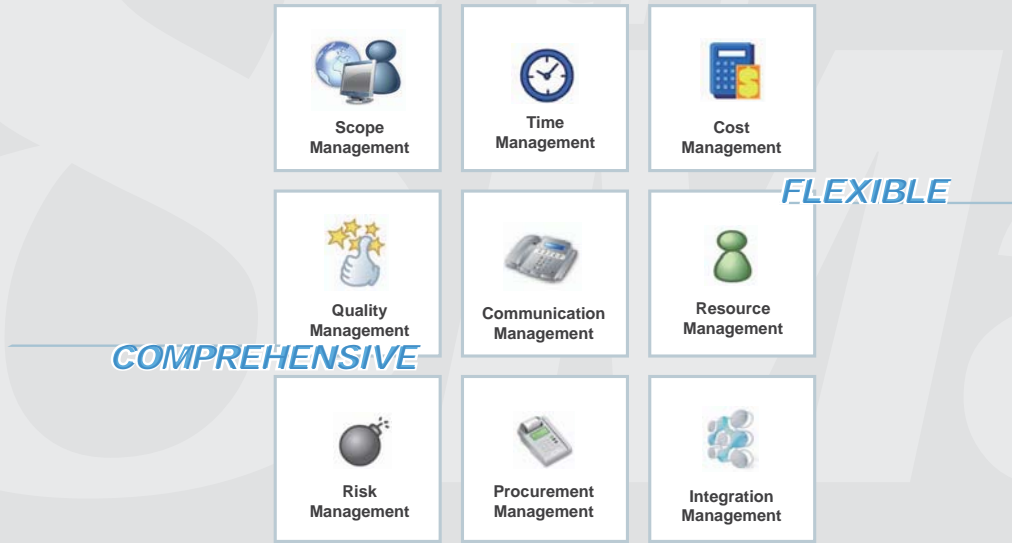 Scope
Management
Time
Management
Cost
Management
FLEXIBLE
Quality
Management
Communication
Management
Resource
Management
COMPREHENSIVE
Risk
Management
Procurement
Management
Integration
Management